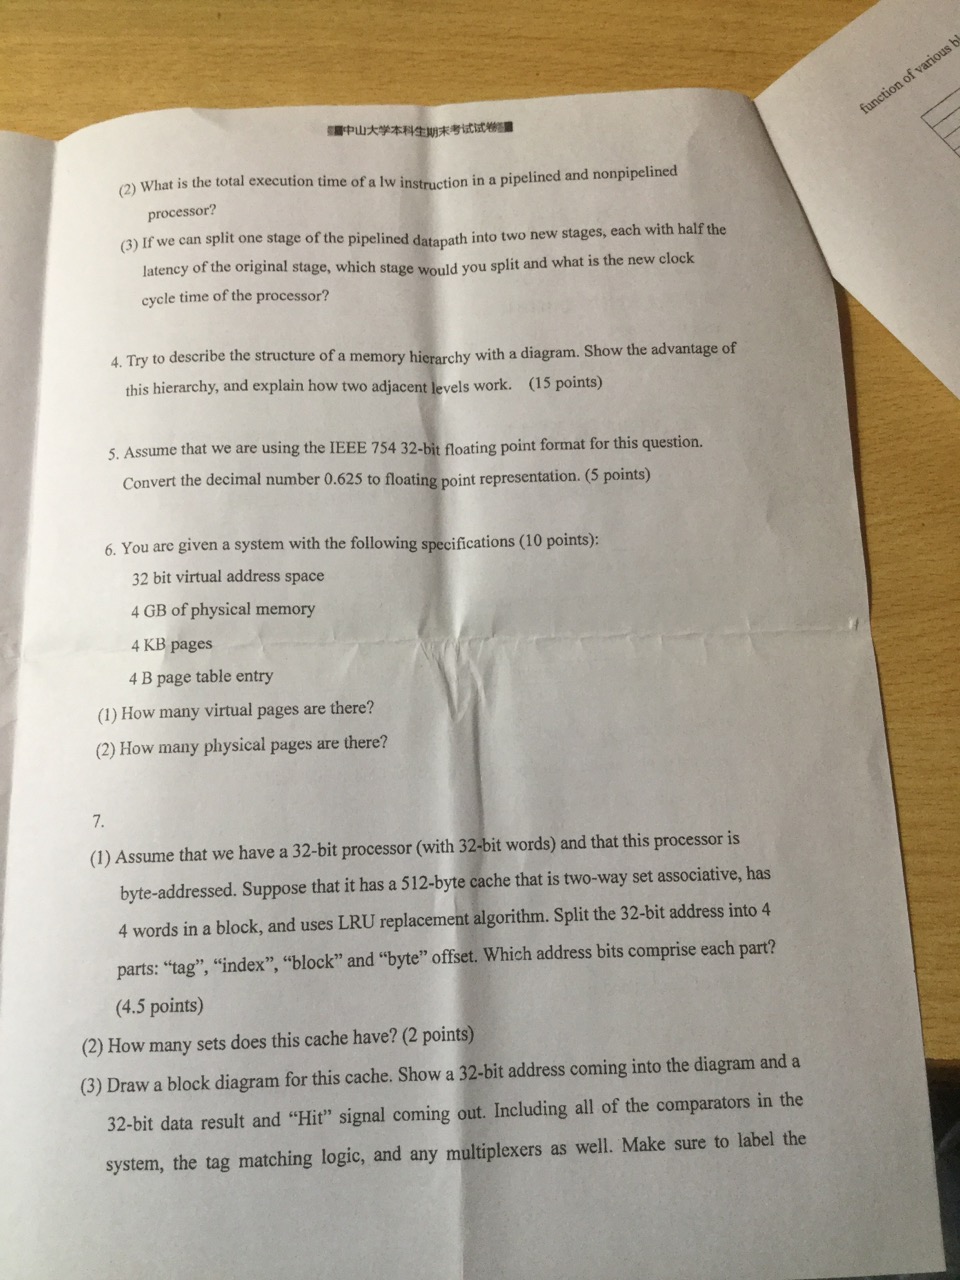 中山大学本科生期末考试试卷
(2) What is the total execution time of a lw instruction in a pipelined and nonpipelined
processor?
(3) If we can split one stage of the pipelined datapath into two new stages, each with half the
latency of the original stage, which stage would you split and what is the new clock
cycle time of the processor?
4. Try to describe the structure of a memory hierarchy with a diagram. Show the advantage of
this hierarchy, and explain how two adjacent levels work. (15 points)
5. Assume that we are using the IEEE 754 32-bit floating point format for this question.
Convert the decimal number 0.625 to floating point representation. (5 points)
6. You are given a system with the following specifications (10 points):
32 bit virtual address space
4 GB of physical memory
4 KB pages
4 B page table entry
(1) How many virtual pages are there?
(2) How many physical pages are there?
7.
(1) Assume that we have a 32-bit processor (with 32-bit words) and that this processor is
byte-addressed. Suppose that it has a 512-byte cache that is two-way set associative, has
4 words in a block, and uses LRU replacement algorithm. Split the 32-bit address into 4
parts: “tag”, “index”, “block” and “byte” offset. Which address bits comprise each part?
(4.5 points)
(2) How many sets does this cache have? (2 points)
(3) Draw a block diagram for this cache. Show a 32-bit address coming into the diagram and a
32-bit data result and “Hit” signal coming out. Including all of the comparators in the
system, the tag matching logic, and any multiplexers as well. Make sure to label the
function of various